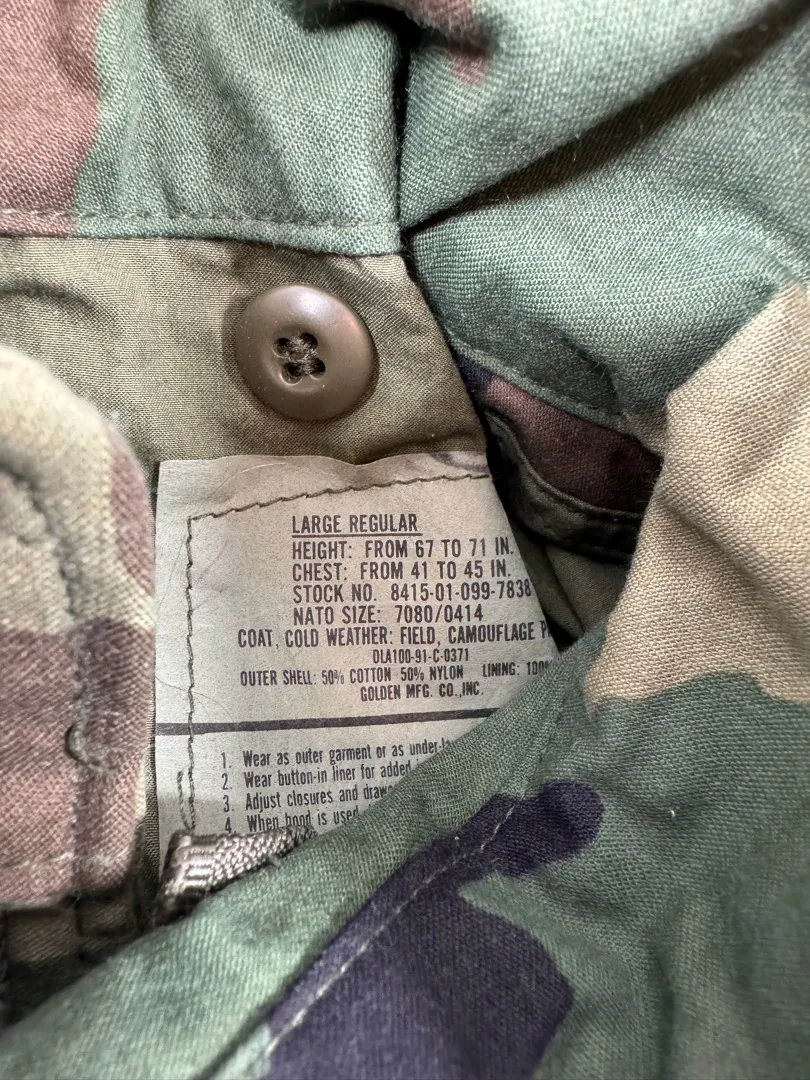 LARGE REGULAR
HEIGHT: FROM 67 TO 71 IN.
CHEST: FROM 41 TO 45 IN.
STOCK NO. 8415-01-099-7838
NATO SIZE: 7080/0414
COAT, COLD WEATHER: FIELD, CAMOUFLAGE
DLA100-91-C-0371
OUTER SHELL: 50% COTTON 50% NYLON LINING: 100%
GOLDEN MFG. CO., INC.
1. Wear as outer garment or as under-
2. Wear button-in liner for added
3. Adjust closures and
4. When hood is used